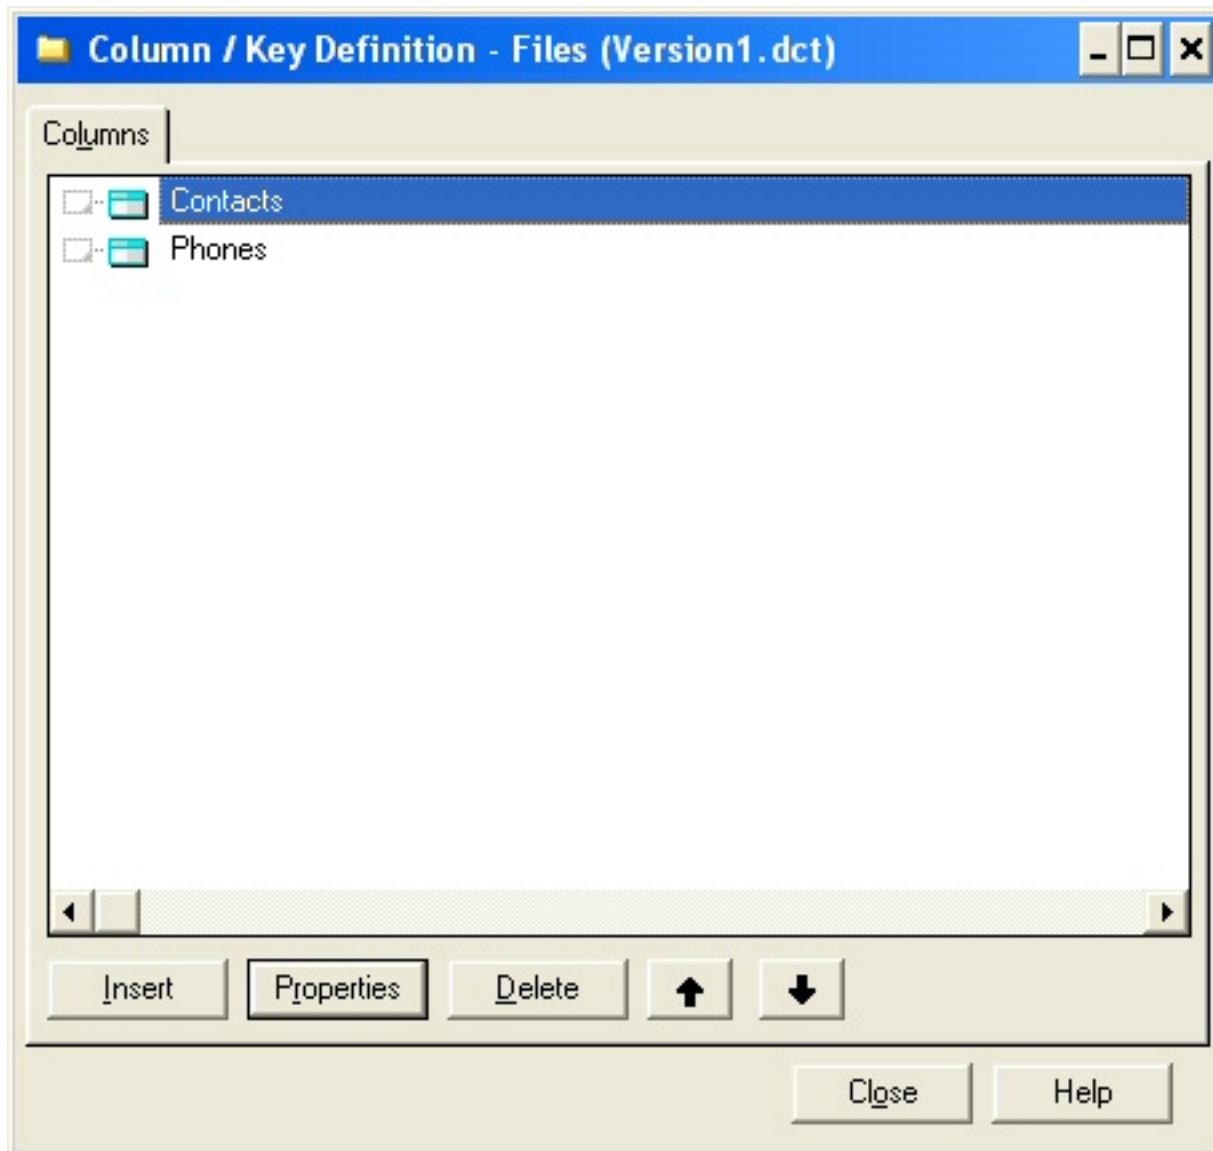 Column / Key Definition - Files (Version1.dct)
Columns
Contacts
Phones
Insert Properties Delete
Close Help